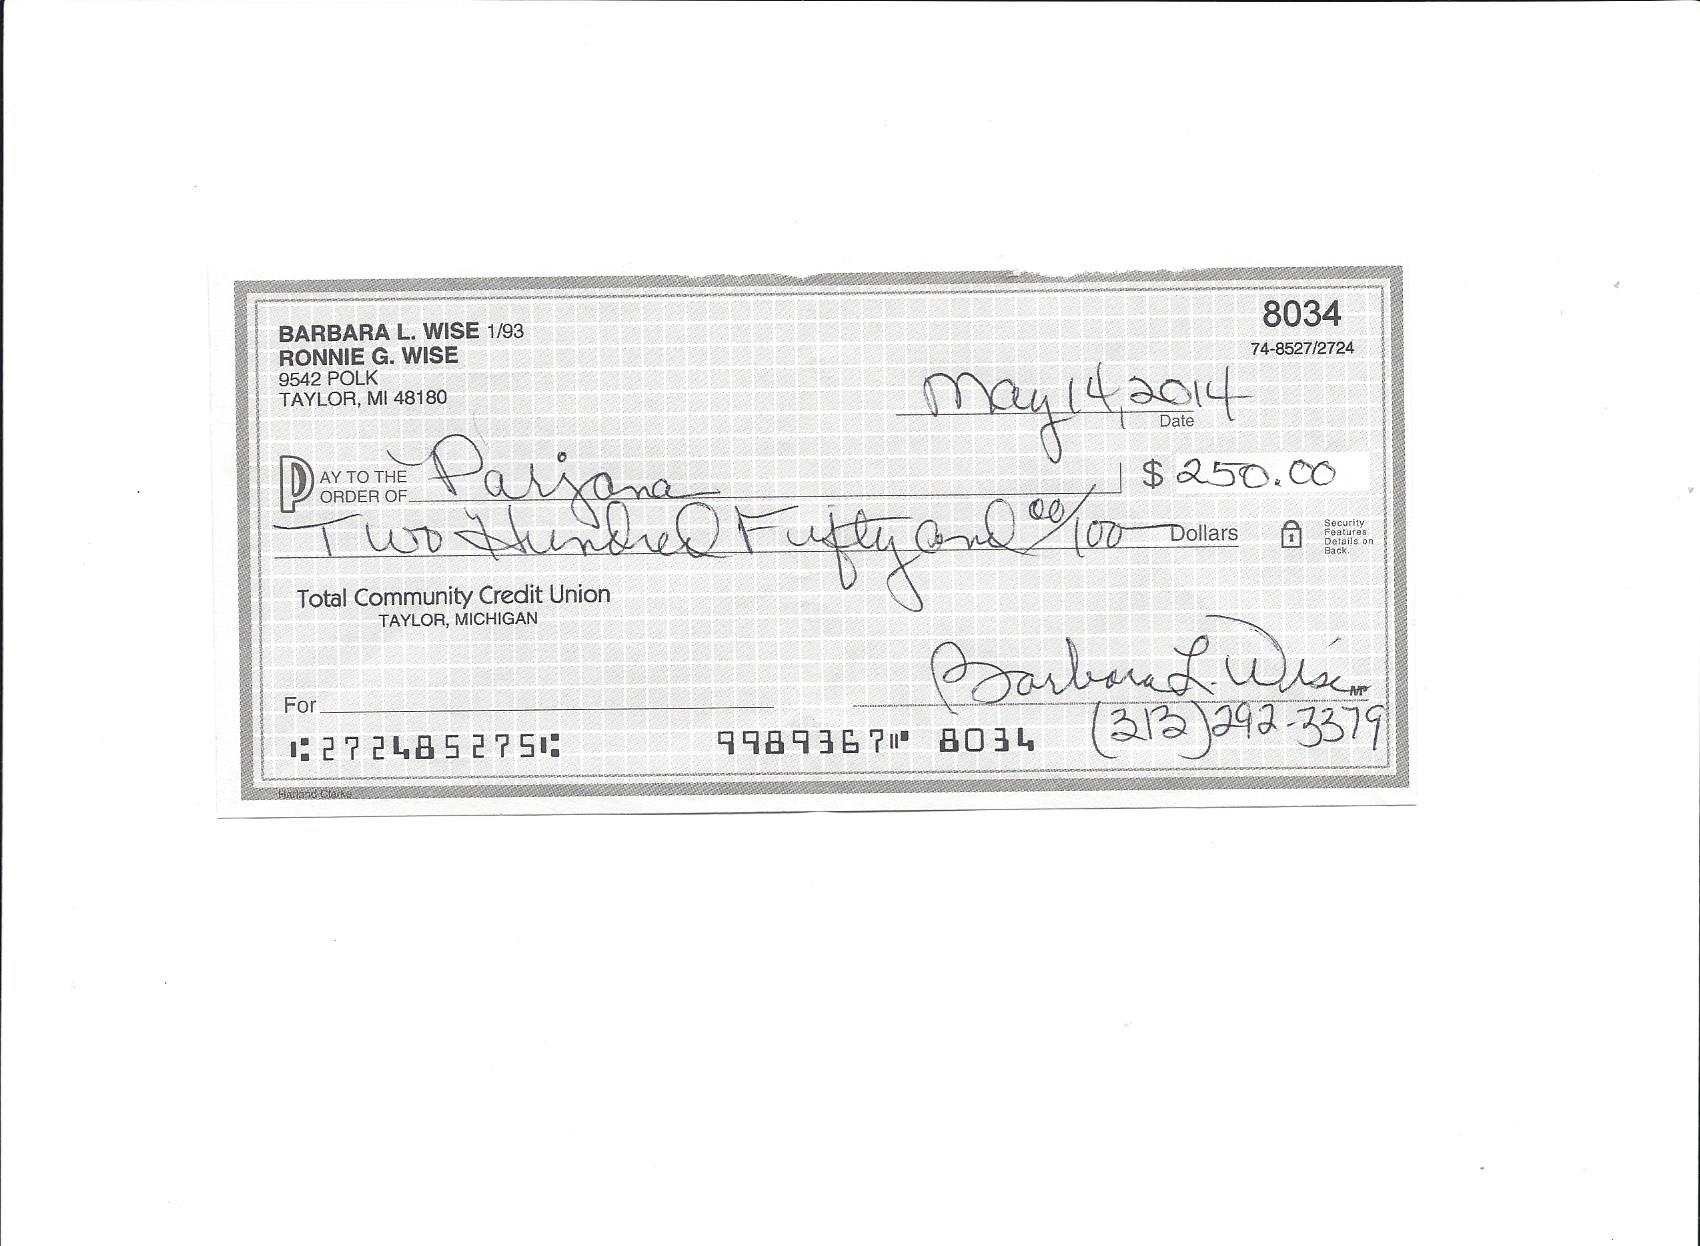 BARBARA L. WISE 1/93
RONNIE G. WISE
9542 POLK
TAYLOR, MI 48180
8034
74-8527/2724
May 14, 2014
Date
PAY TO THE ORDER OF Parjana $ 250.00
Two Hundred Fifty and 00/100 Dollars
Security
Features
Details on
Back.
Total Community Credit Union
TAYLOR, MICHIGAN
For
Barbara L. Wise
MP
(313)292-3379
⑆272485275⑆ 9989367⑈ 8034
Harland Clarke